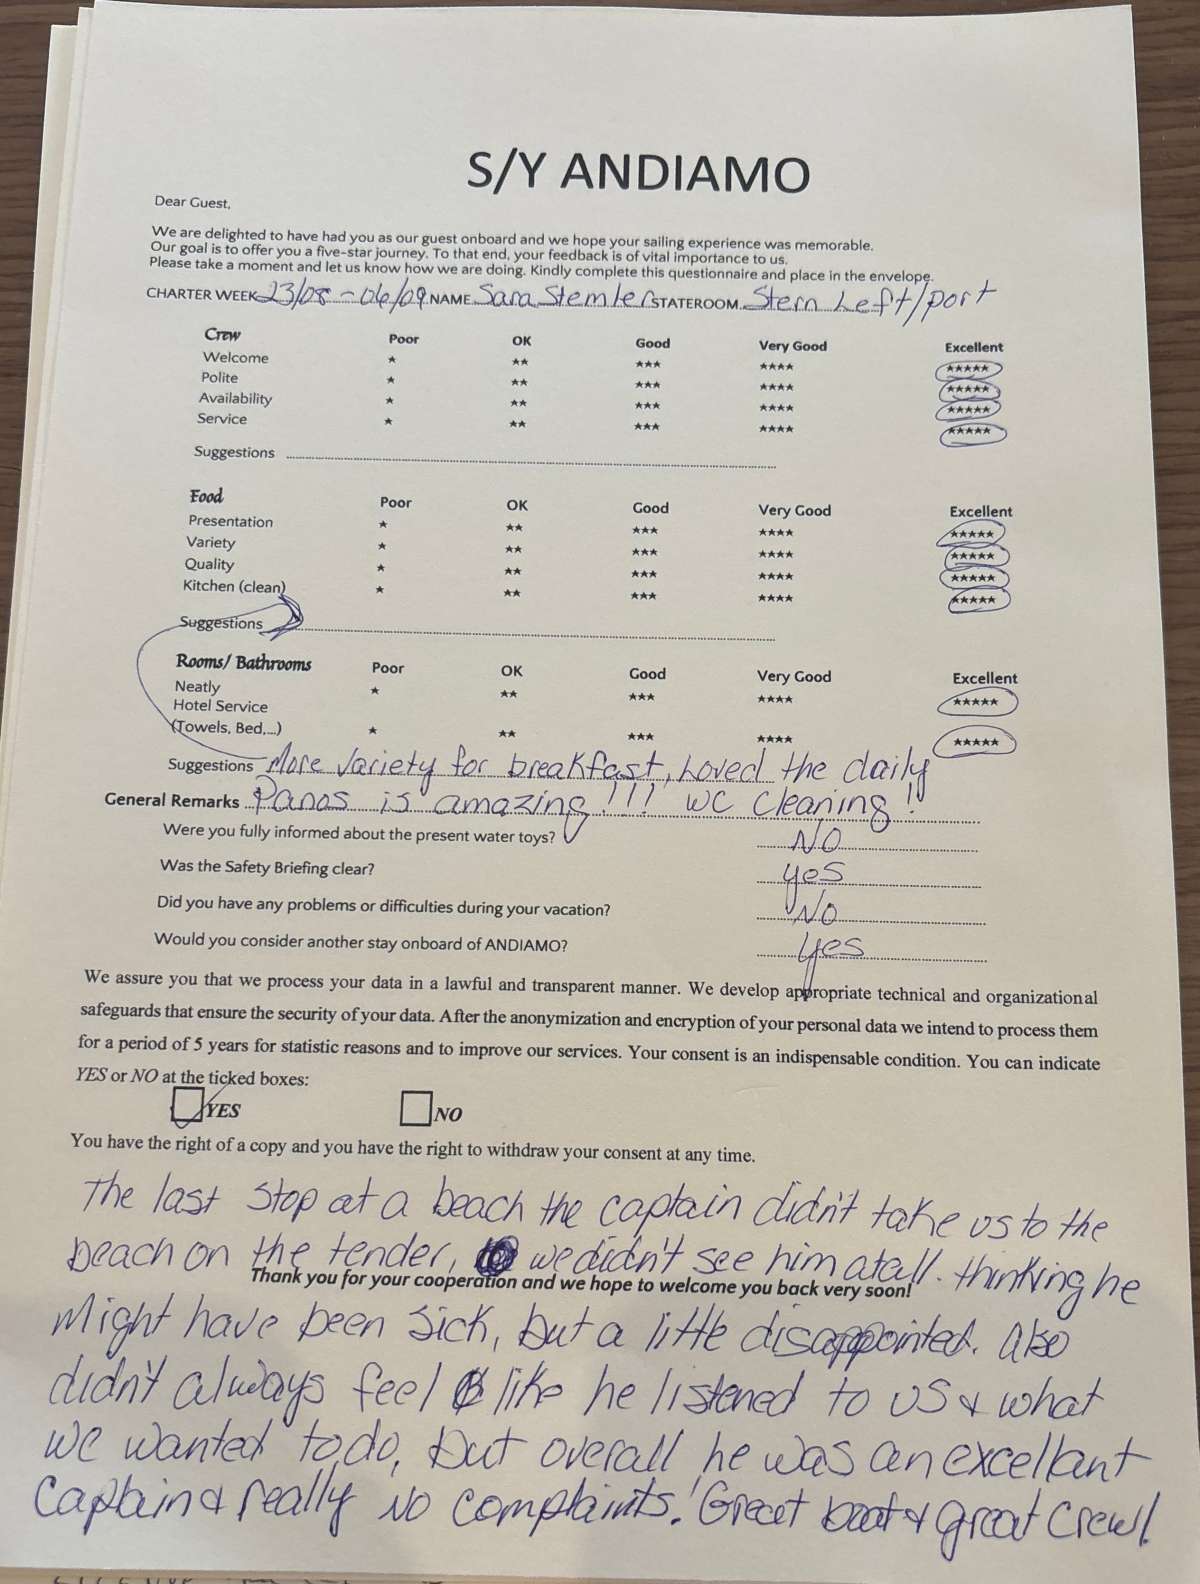 S/Y ANDIAMO
Dear Guest,
We are delighted to have had you as our guest onboard and we hope your sailing experience was memorable.
Our goal is to offer you a five-star journey. To that end, your feedback is of vital importance to us.
Please take a moment and let us know how we are doing. Kindly complete this questionnaire and place in the envelope.
CHARTER WEEK 23/08 - 06/09 NAME Sara Stemler STATEROOM Stern Left/port
Crew Poor OK Good Very Good Excellent
Welcome ★ ★★ ★★★ ★★★★ ★★★★★
Polite ★ ★★ ★★★ ★★★★ ★★★★★
Availability ★ ★★ ★★★ ★★★★ ★★★★★
Service ★ ★★ ★★★ ★★★★ ★★★★★
Suggestions
Food Poor OK Good Very Good Excellent
Presentation ★ ★★ ★★★ ★★★★ ★★★★★
Variety ★ ★★ ★★★ ★★★★ ★★★★★
Quality ★ ★★ ★★★ ★★★★ ★★★★★
Kitchen (clean) ★ ★★ ★★★ ★★★★ ★★★★★
Suggestions
Rooms/ Bathrooms Poor OK Good Very Good Excellent
Neatly ★ ★★ ★★★ ★★★★ ★★★★★
Hotel Service
(Towels, Bed,...) ★ ★★ ★★★ ★★★★ ★★★★★
Suggestions More variety for breakfast, Loved the daily
General Remarks Panos is amazing!!! WC cleaning!
Were you fully informed about the present water toys? NO
Was the Safety Briefing clear? yes
Did you have any problems or difficulties during your vacation? NO
Would you consider another stay onboard of ANDIAMO? yes
We assure you that we process your data in a lawful and transparent manner. We develop appropriate technical and organizational
safeguards that ensure the security of your data. After the anonymization and encryption of your personal data we intend to process them
for a period of 5 years for statistic reasons and to improve our services. Your consent is an indispensable condition. You can indicate
YES or NO at the ticked boxes:
YES NO
You have the right of a copy and you have the right to withdraw your consent at any time.
The last stop at a beach the captain didn't take us to the
beach on the tender, we didn't see him atall. thinking he
Thank you for your cooperation and we hope to welcome you back very soon!
Might have been sick, but a little disappointed. Also
didn't always feel like he listened to us & what
we wanted to do, but overall he was an excellant
Captain & really no complaints! Great boat & great crew!